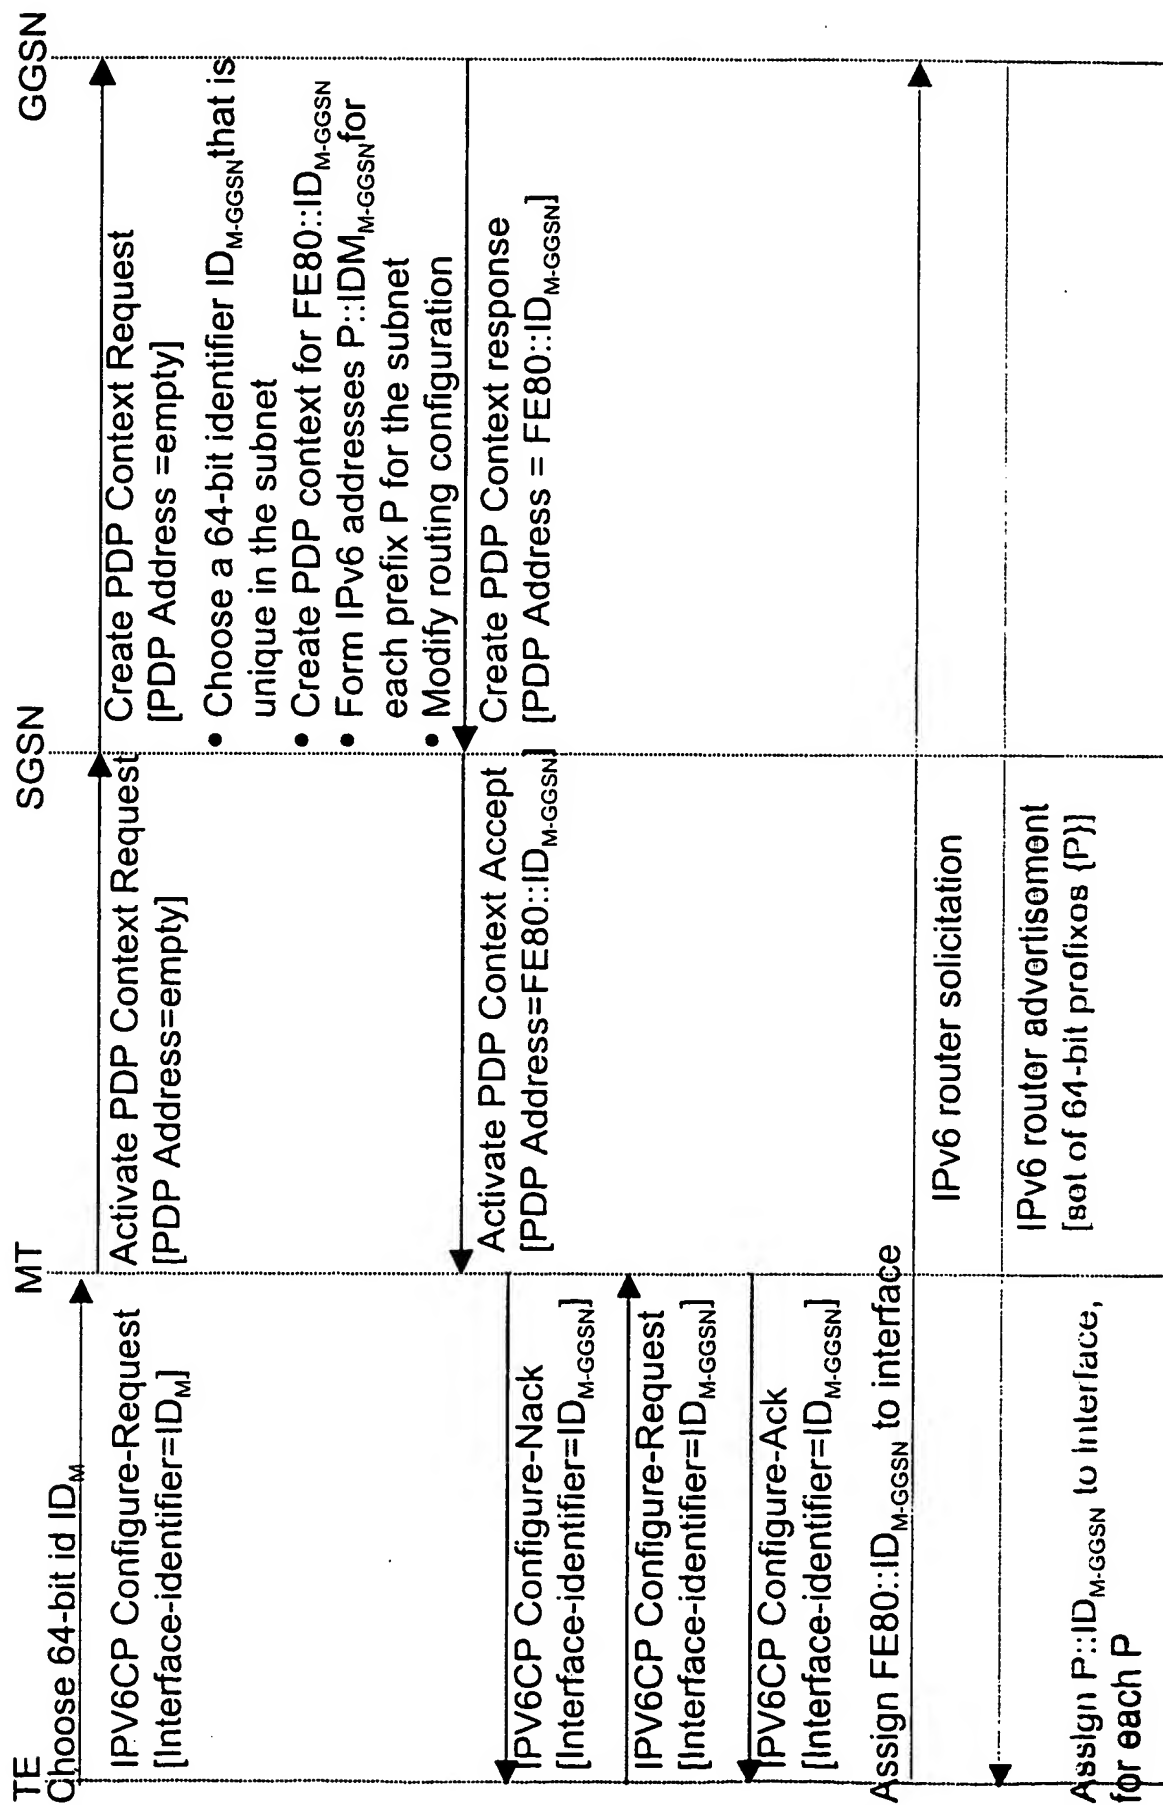 TE
MT
SGSN
GGSN
Choose 64-bit id ID_M
IPV6CP Configure-Request
[Interface-identifier=ID_M]
Activate PDP Context Request
[PDP Address=empty]
Create PDP Context Request
[PDP Address =empty]
• Choose a 64-bit identifier ID_M-GGSN that is
unique in the subnet
• Create PDP context for FE80::ID_M-GGSN
• Form IPv6 addresses P::IDM_M-GGSN for
each prefix P for the subnet
• Modify routing configuration
Create PDP Context response
[PDP Address = FE80::ID_M-GGSN]
Activate PDP Context Accept
[PDP Address=FE80::ID_M-GGSN]
IPV6CP Configure-Nack
[Interface-identifier=ID_M-GGSN]
IPV6CP Configure-Request
[Interface-identifier=ID_M-GGSN]
IPV6CP Configure-Ack
[Interface-identifier=ID_M-GGSN]
Assign FE80::ID_M-GGSN to interface
IPv6 router solicitation
IPv6 router advertisement
[set of 64-bit prefixes {P}]
Assign P::ID_M-GGSN to Interface,
for each P